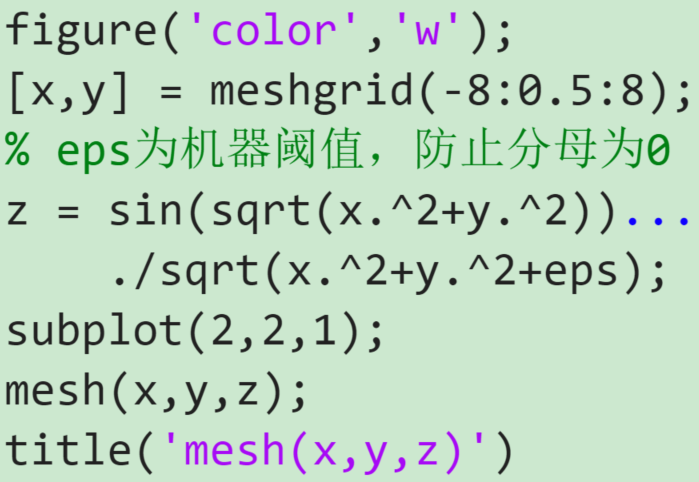 figure('color','w');
[x,y] = meshgrid(-8:0.5:8);
% eps为机器阈值，防止分母为0
z = sin(sqrt(x.^2+y.^2))...
    ./sqrt(x.^2+y.^2+eps);
subplot(2,2,1);
mesh(x,y,z);
title('mesh(x,y,z)')